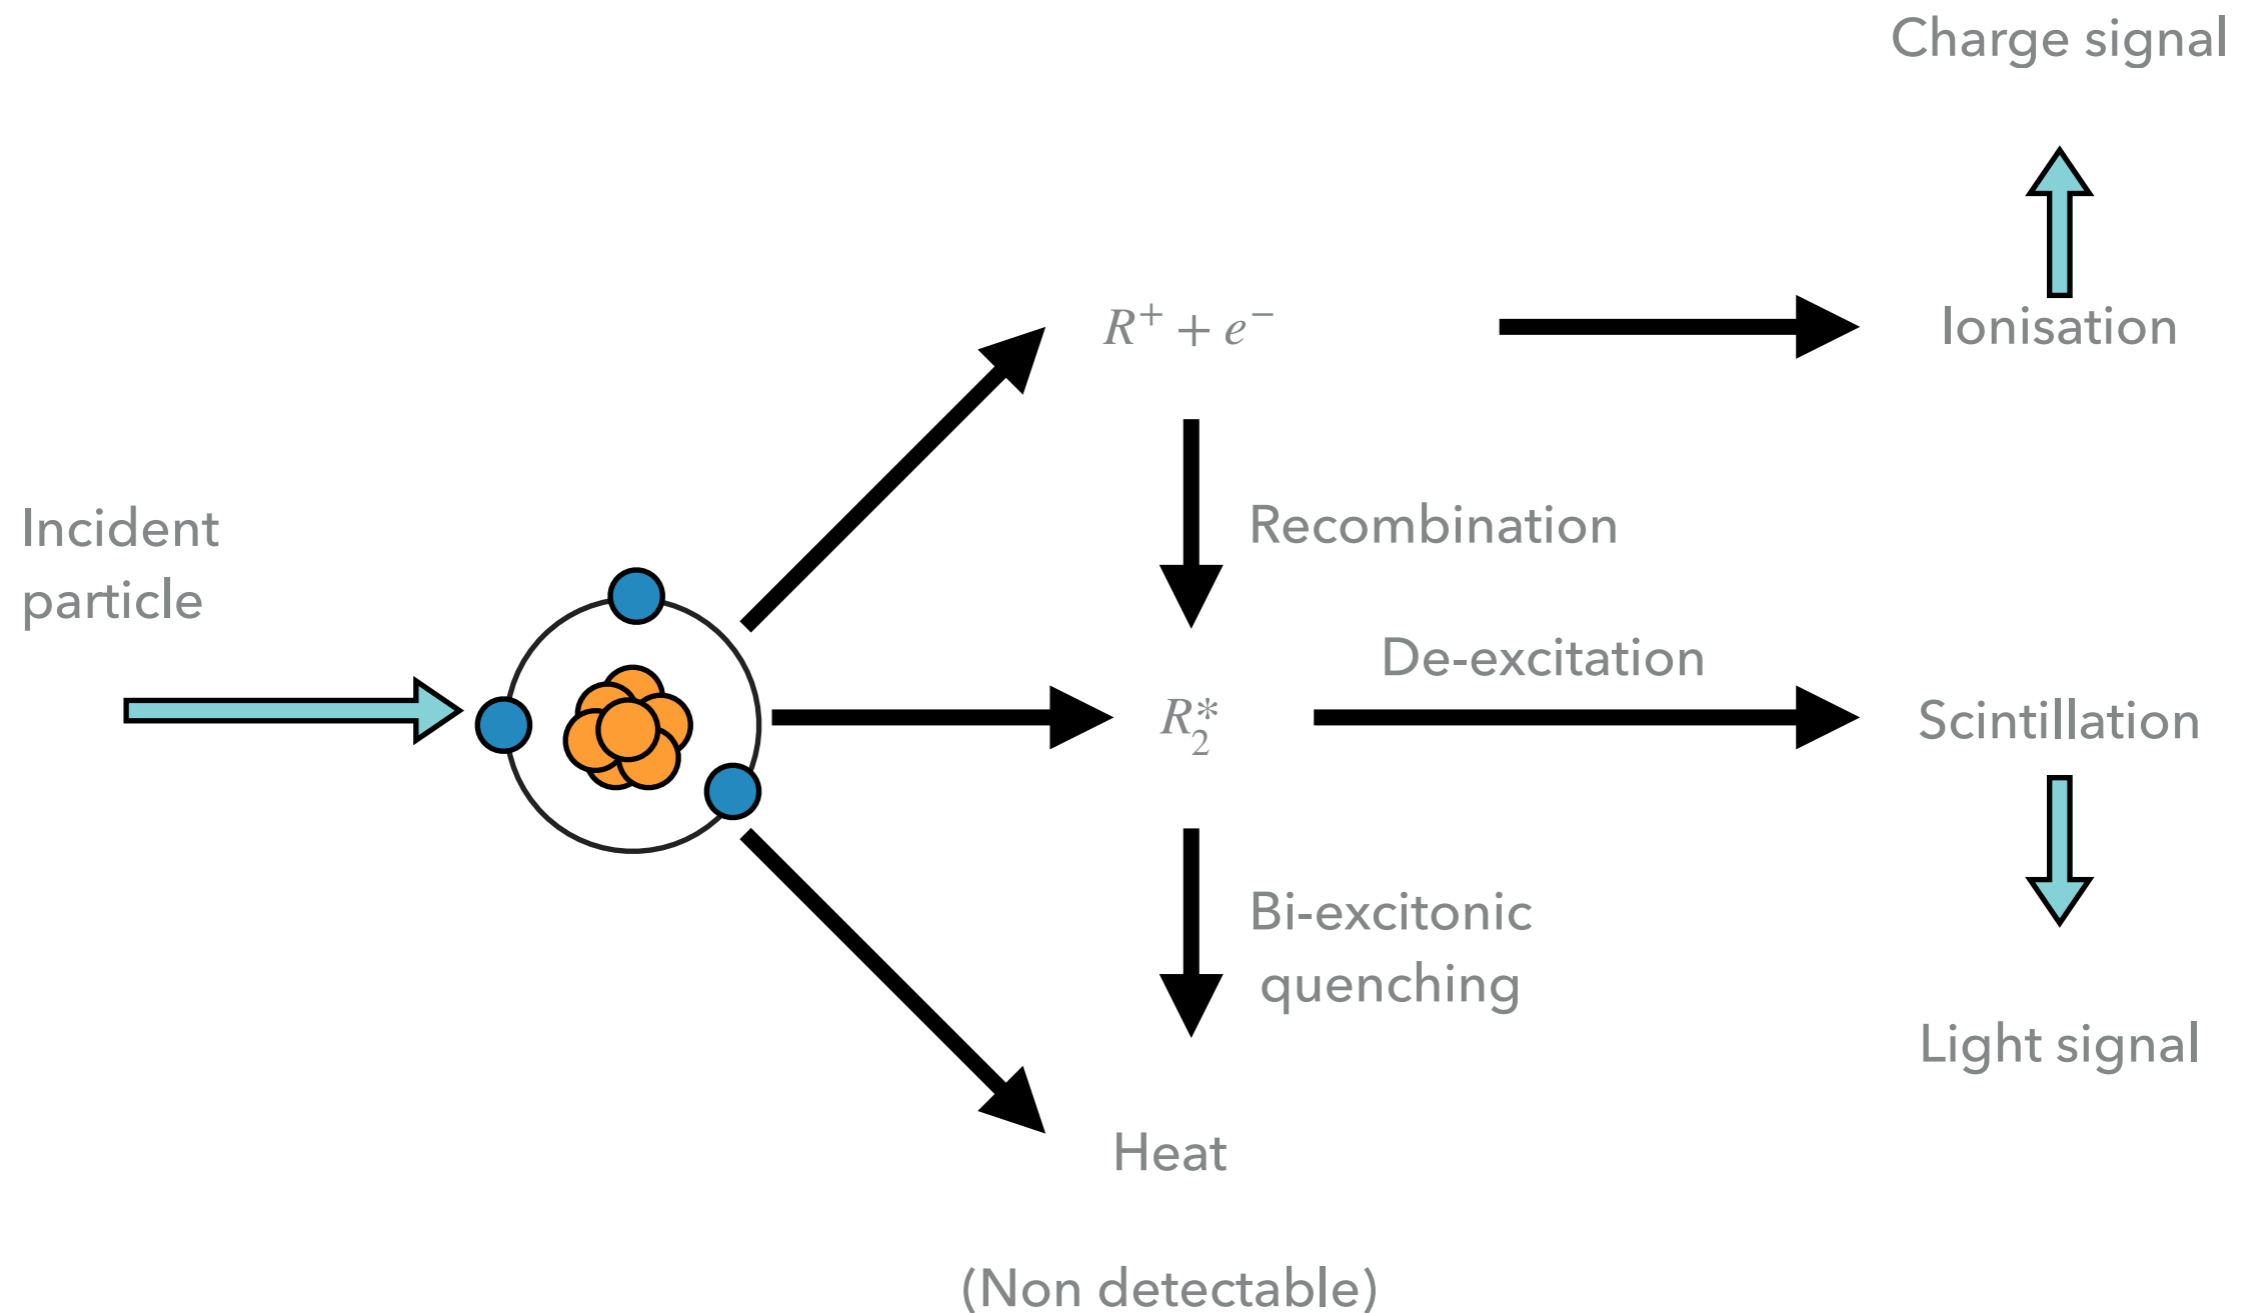 Charge signal
R⁺ + e⁻
Ionisation
Incident
particle
Recombination
De-excitation
R₂*
Scintillation
Bi-excitonic
quenching
Light signal
Heat
(Non detectable)